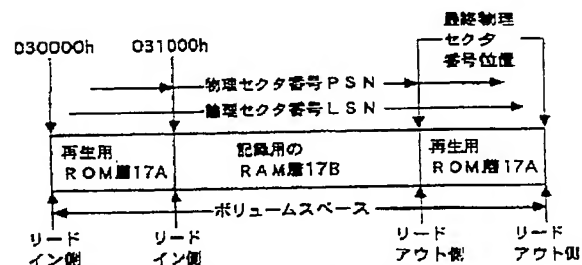 030000h
031000h
最終物理
セクタ
番号位置
物理セクタ番号PSN
論理セクタ番号LSN
再生用
ROM層17A
記録用の
RAM層17B
再生用
ROM層17A
ボリュームスペース
リード
イン側
リード
イン側
リード
アウト側
リード
アウト側